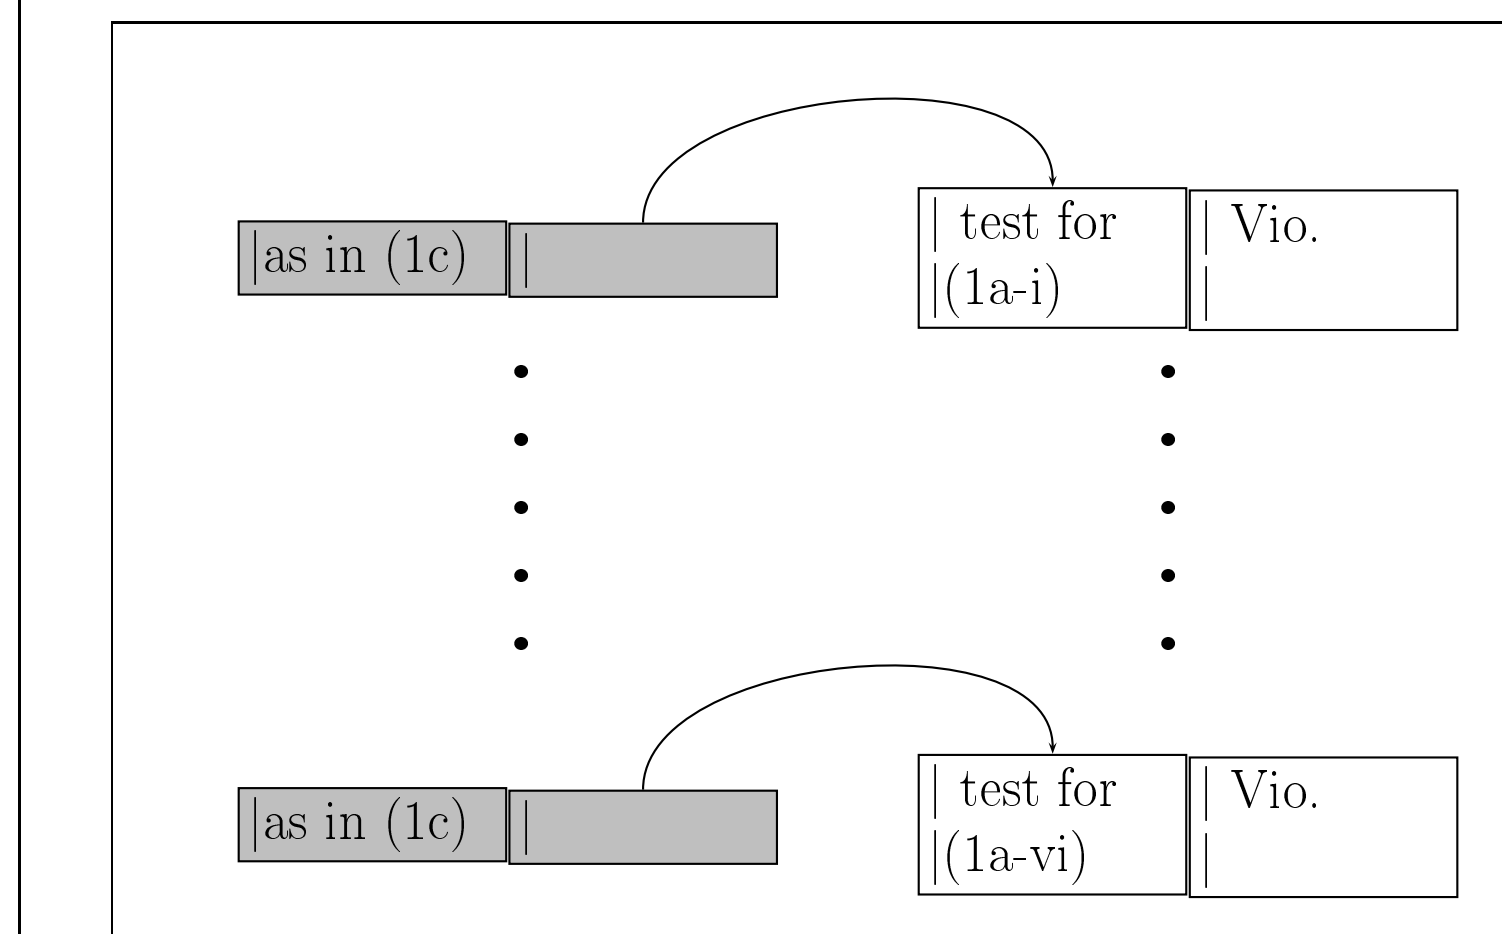 |as in (1c) |
| test for | Vio.
|(1a-i) |
|as in (1c) |
| test for | Vio.
|(1a-vi) |